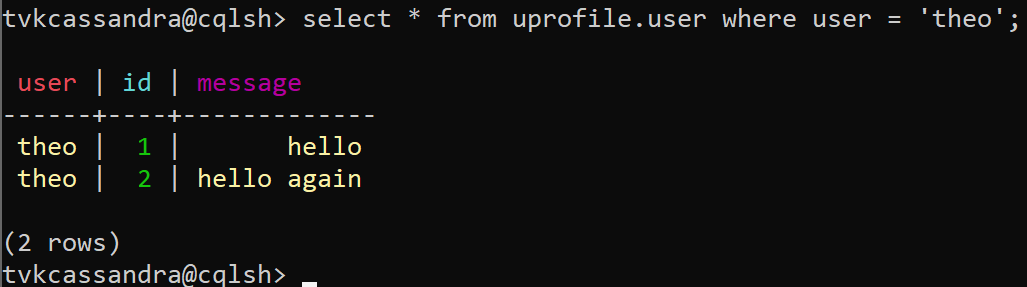 tvkcassandra@cqlsh> select * from uprofile.user where user = 'theo';
 user | id | message
------+----+-------------
 theo |  1 |       hello
 theo |  2 | hello again
(2 rows)
tvkcassandra@cqlsh>